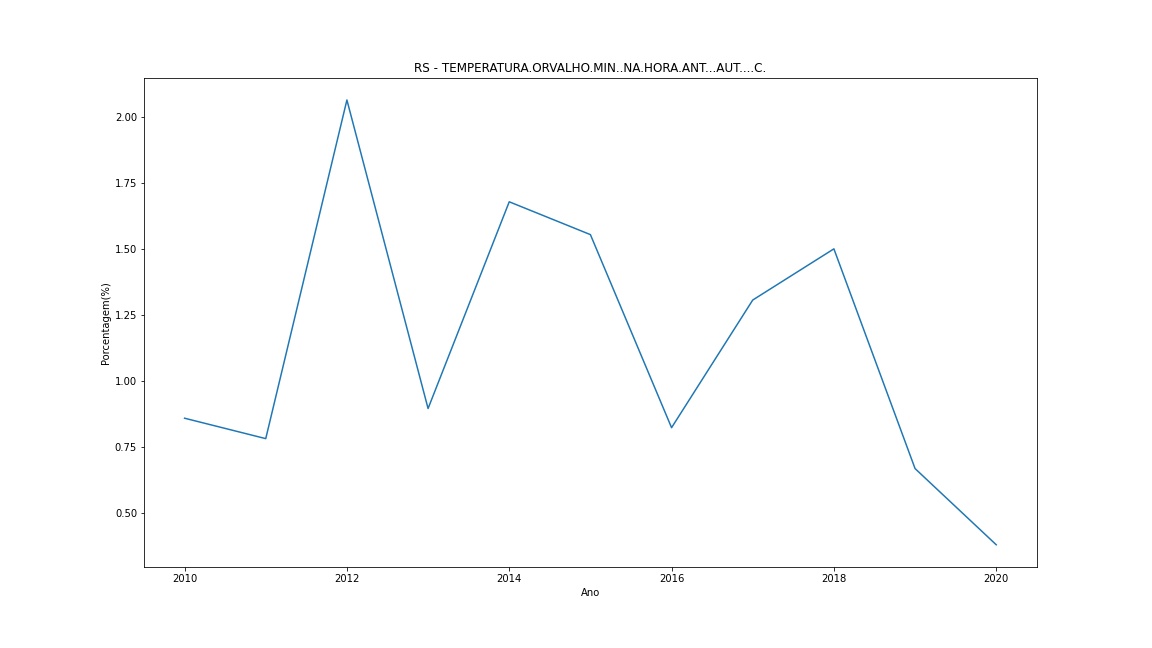 RS - TEMPERATURA.ORVALHO.MIN..NA.HORA.ANT...AUT....C.
2.00
1.75
1.50
1.25
1.00
0.75
0.50
Porcentagem(%)
2010 2012 2014 2016 2018 2020
Ano